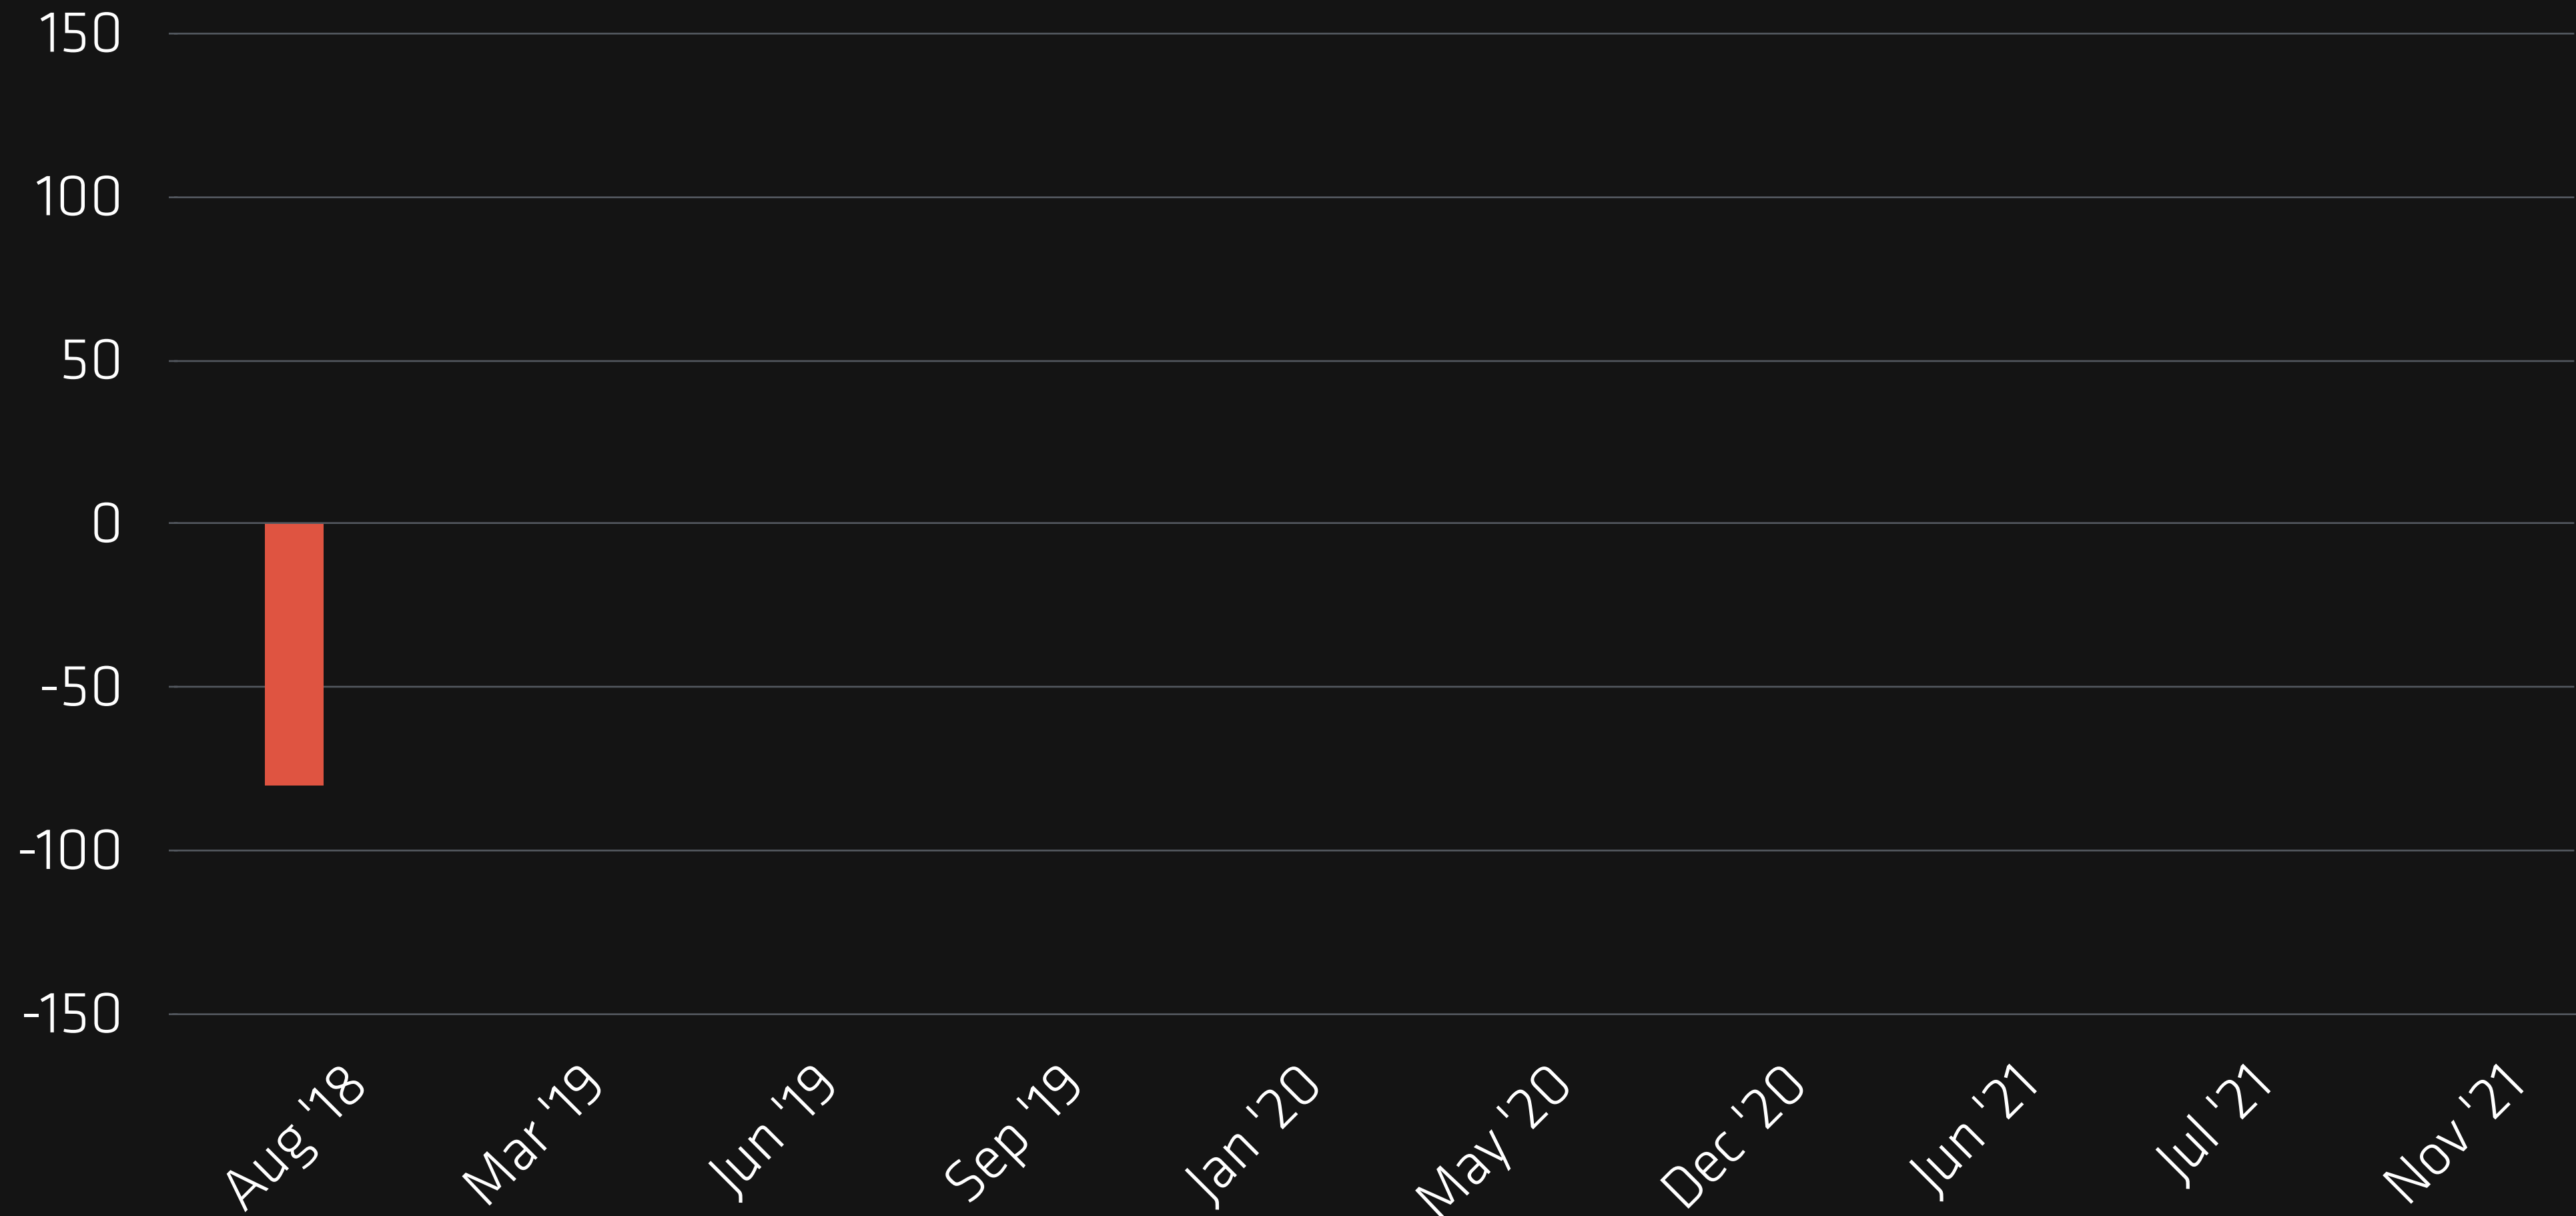 150
100
50
0
-50
-100
-150
Aug '18
Mar '19
Jun '19
Sep '19
Jan '20
May '20
Dec '20
Jun '21
Jul '21
Nov '21